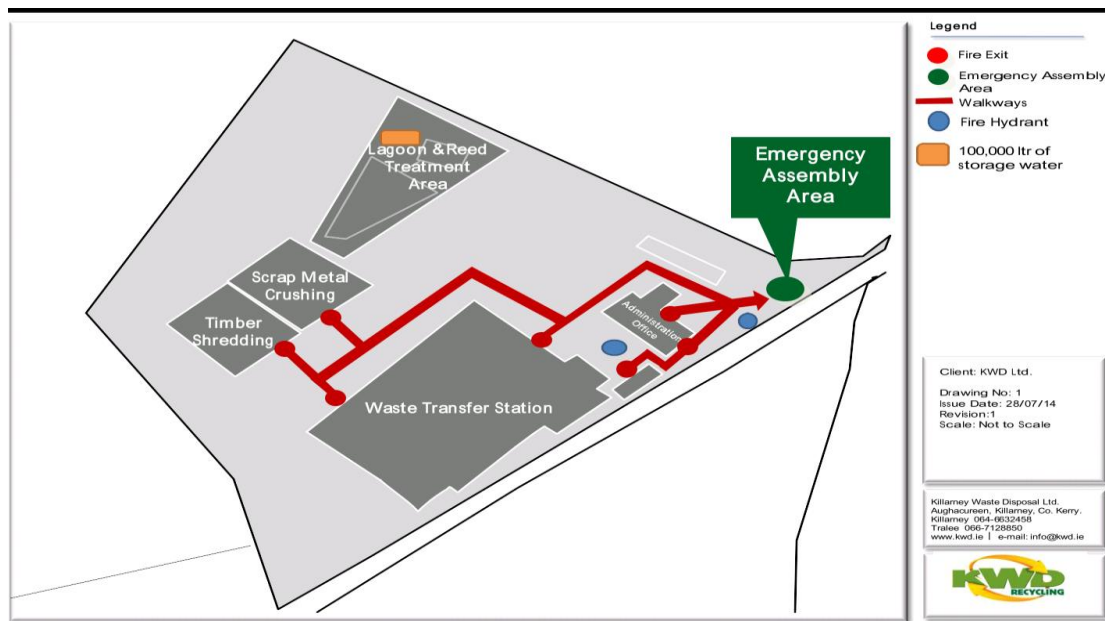 Legend
Fire Exit
Emergency Assembly
Area
Walkways
Fire Hydrant
100,000 ltr of
storage water
Lagoon &Reed
Treatment
Area
Emergency
Assembly
Area
Scrap Metal
Crushing
Timber
Shredding
Administration
Office
Waste Transfer Station
Client: KWD Ltd.
Drawing No: 1
Issue Date: 28/07/14
Revision:1
Scale: Not to Scale
Killarney Waste Disposal Ltd.
Aughacureen, Killarney, Co. Kerry.
Killarney 064-6632458
Tralee 066-7128850
www.kwd.ie | e-mail: info@kwd.ie
KWD
RECYCLING